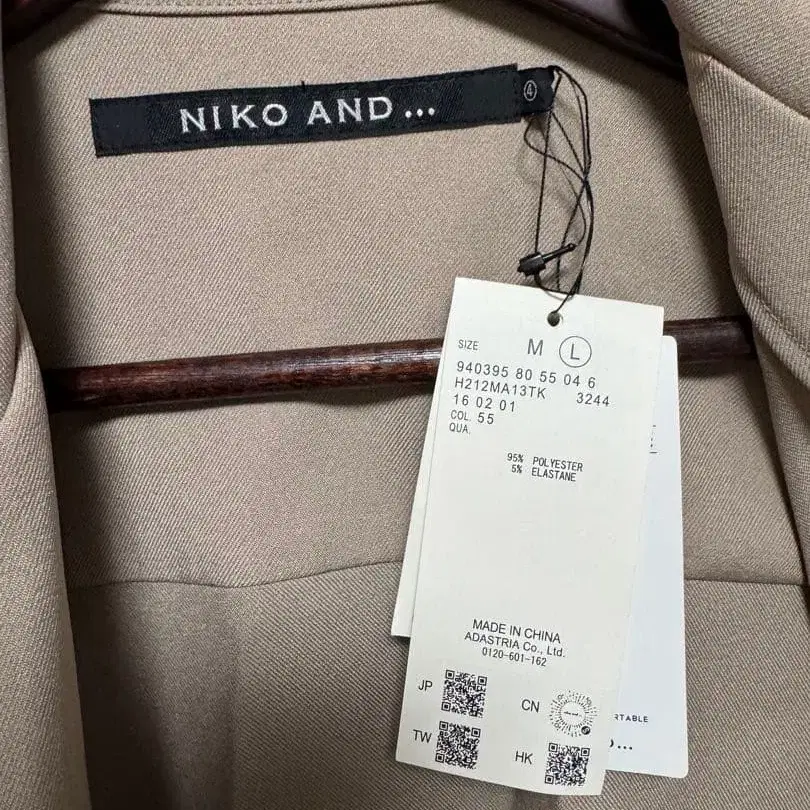 NIKO AND ...
4
SIZE M L
940395 80 55 04 6
H212MA13TK 3244
16 02 01
COL. 55
QUA.
95% POLYESTER
5% ELASTANE
MADE IN CHINA
ADASTRIA Co., Ltd.
0120-601-162
JP
CN
TW
HK
RTABLE
...